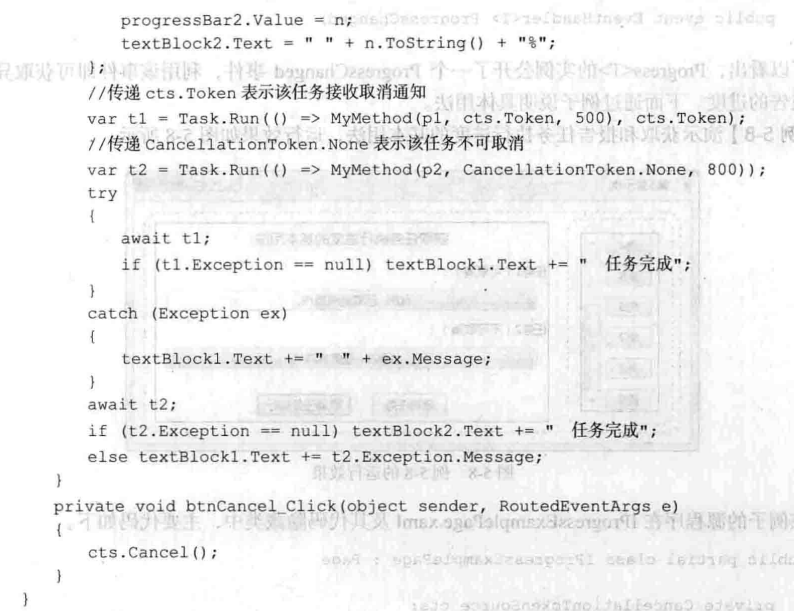 progressBar2.Value = n;
textBlock2.Text = " " + n.ToString() + "%";
};
//传递 cts.Token 表示该任务接收取消通知
var t1 = Task.Run(() => MyMethod(p1, cts.Token, 500), cts.Token);
//传递 CancellationToken.None 表示该任务不可取消
var t2 = Task.Run(() => MyMethod(p2, CancellationToken.None, 800));
try
{
await t1;
if (t1.Exception == null) textBlock1.Text += "  任务完成";
}
catch (Exception ex)
{
textBlock1.Text += " " + ex.Message;
}
await t2;
if (t2.Exception == null) textBlock2.Text += "  任务完成";
else textBlock1.Text += t2.Exception.Message;
}
private void btnCancel_Click(object sender, RoutedEventArgs e)
{
cts.Cancel();
}
}